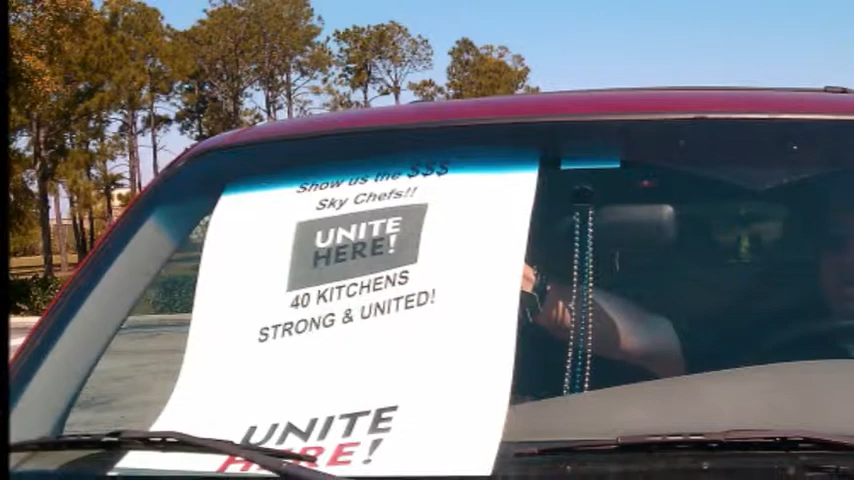 Show us the $$$
Sky Chefs!!
UNITE
HERE!
40 KITCHENS
STRONG & UNITED!
UNITE
HERE!